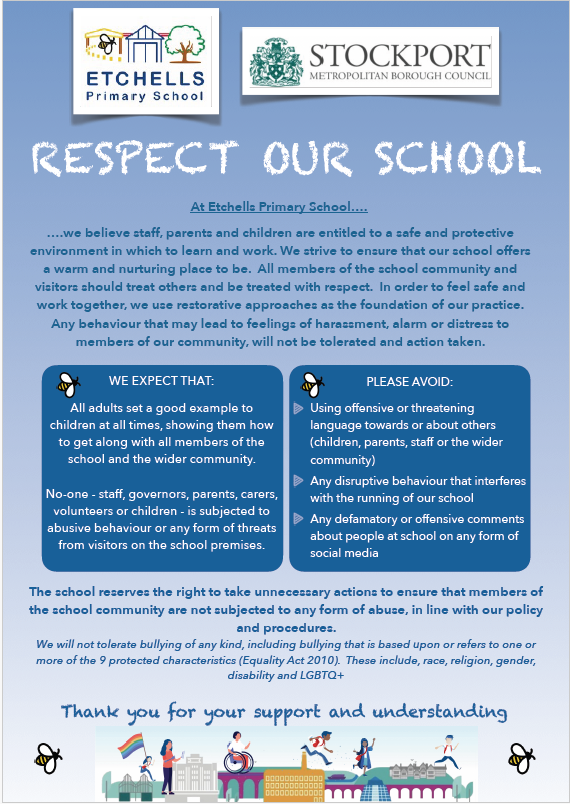 ETCHELLS
Primary School
STOCKPORT
METROPOLITAN BOROUGH COUNCIL
RESPECT OUR SCHOOL
At Etchells Primary School....
....we believe staff, parents and children are entitled to a safe and protective
environment in which to learn and work. We strive to ensure that our school offers
a warm and nurturing place to be. All members of the school community and
visitors should treat others and be treated with respect. In order to feel safe and
work together, we use restorative approaches as the foundation of our practice.
Any behaviour that may lead to feelings of harassment, alarm or distress to
members of our community, will not be tolerated and action taken.
WE EXPECT THAT:
All adults set a good example to
children at all times, showing them how
to get along with all members of the
school and the wider community.
No-one - staff, governors, parents, carers,
volunteers or children - is subjected to
abusive behaviour or any form of threats
from visitors on the school premises.
PLEASE AVOID:
Using offensive or threatening
language towards or about others
(children, parents, staff or the wider
community)
Any disruptive behaviour that interferes
with the running of our school
Any defamatory or offensive comments
about people at school on any form of
social media
The school reserves the right to take unnecessary actions to ensure that members of
the school community are not subjected to any form of abuse, in line with our policy
and procedures.
We will not tolerate bullying of any kind, including bullying that is based upon or refers to one or
more of the 9 protected characteristics (Equality Act 2010). These include, race, religion, gender,
disability and LGBTQ+
Thank you for your support and understanding